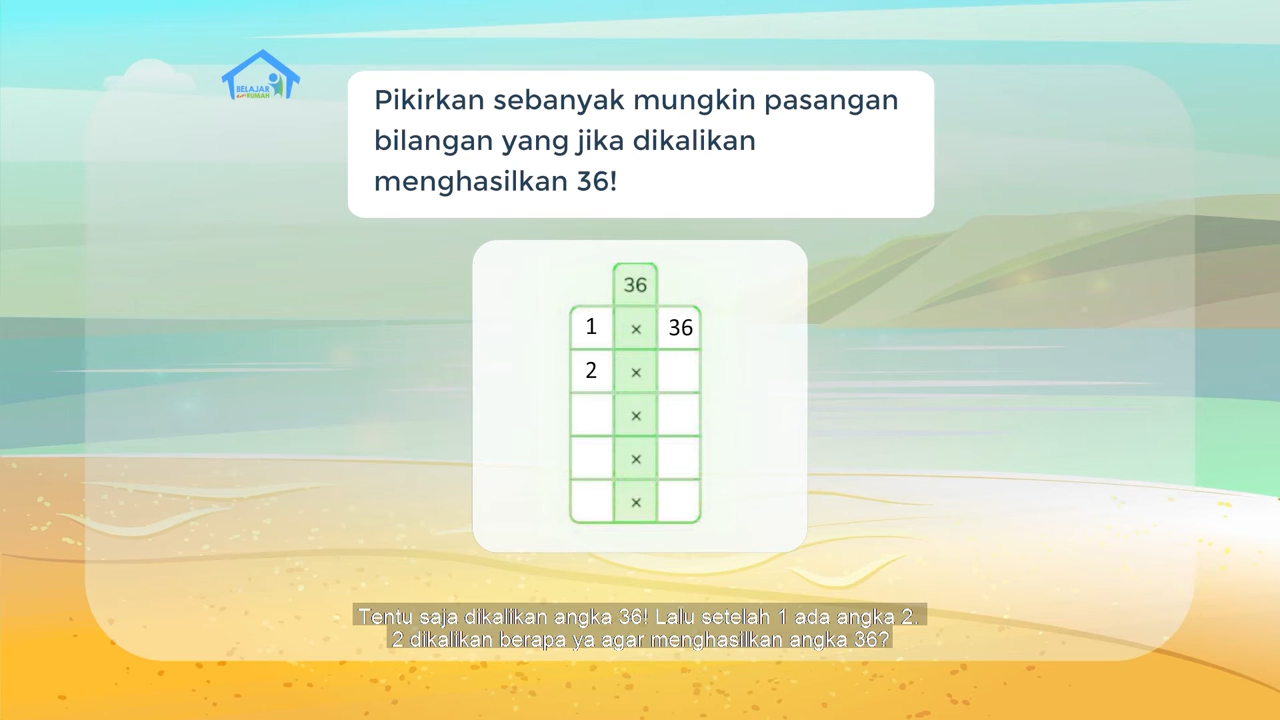 BELAJAR
dari RUMAH
Pikirkan sebanyak mungkin pasangan
bilangan yang jika dikalikan
menghasilkan 36!
36
1 × 36
2 ×
×
×
×
Tentu saja dikalikan angka 36! Lalu setelah 1 ada angka 2.
2 dikalikan berapa ya agar menghasilkan angka 36?